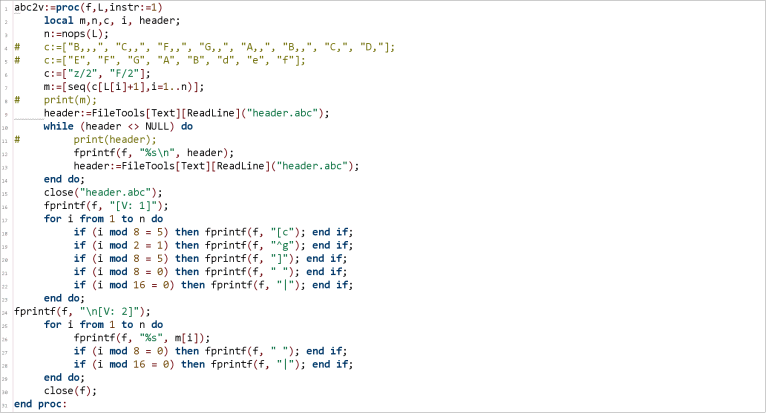 1 abc2v:=proc(f,L,instr:=1)
2 local m,n,c, i, header;
3 n:=nops(L);
4 # c:=["B,,,", "C,,", "F,,", "G,,", "A,,", "B,,", "C,", "D,"];
5 # c:=["E", "F", "G", "A", "B", "d", "e", "f"];
6 c:=["z/2", "F/2"];
7 m:=[seq(c[L[i]+1],i=1..n)];
8 # print(m);
9 header:=FileTools[Text][ReadLine]("header.abc");
10 while (header <> NULL) do
11 # print(header);
12 fprintf(f, "%s\n", header);
13 header:=FileTools[Text][ReadLine]("header.abc");
14 end do;
15 close("header.abc");
16 fprintf(f, "[V: 1]");
17 for i from 1 to n do
18 if (i mod 8 = 5) then fprintf(f, "[c"); end if;
19 if (i mod 2 = 1) then fprintf(f, "^g"); end if;
20 if (i mod 8 = 5) then fprintf(f, "]"); end if;
21 if (i mod 8 = 0) then fprintf(f, " "); end if;
22 if (i mod 16 = 0) then fprintf(f, "|"); end if;
23 end do;
24 fprintf(f, "\n[V: 2]");
25 for i from 1 to n do
26 fprintf(f, "%s", m[i]);
27 if (i mod 8 = 0) then fprintf(f, " "); end if;
28 if (i mod 16 = 0) then fprintf(f, "|"); end if;
29 end do;
30 close(f);
31 end proc: